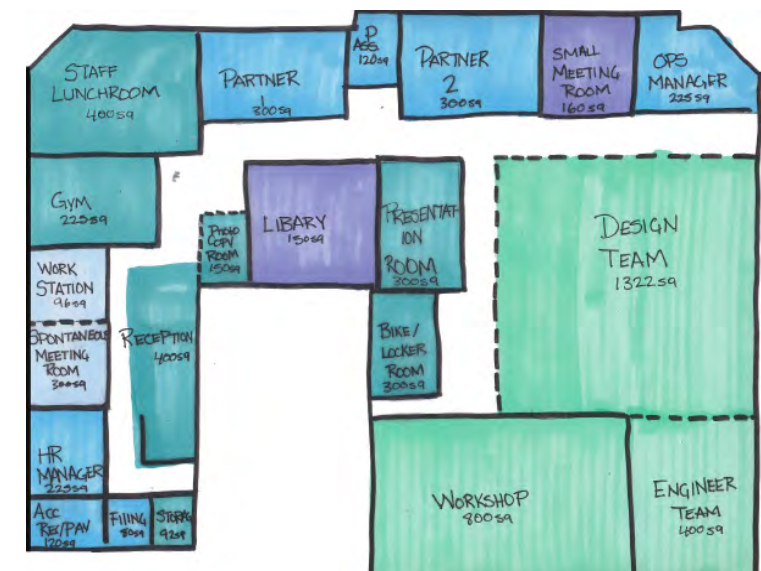 STAFF
LUNCHROOM
400sq
PARTNER
1
300sq
P
ASS.
120sq
PARTNER
2
300sq
SMALL
MEETING
ROOM
160sq
OPS
MANAGER
225sq
GYM
225sq
PHOTO
COPY
ROOM
150sq
LIBARY
150sq
PRESENTAT-
ION
ROOM
300sq
DESIGN
TEAM
1322sq
WORK
STATION
96sq
SPONTANEOUS
MEETING
ROOM
300sq
RECEPTION
400sq
BIKE/
LOCKER
ROOM
300sq
HR
MANAGER
225sq
ACC
REC/PAY
120sq
FILING
80sq
STORAG
92sq
WORKSHOP
800sq
ENGINEER
TEAM
400sq